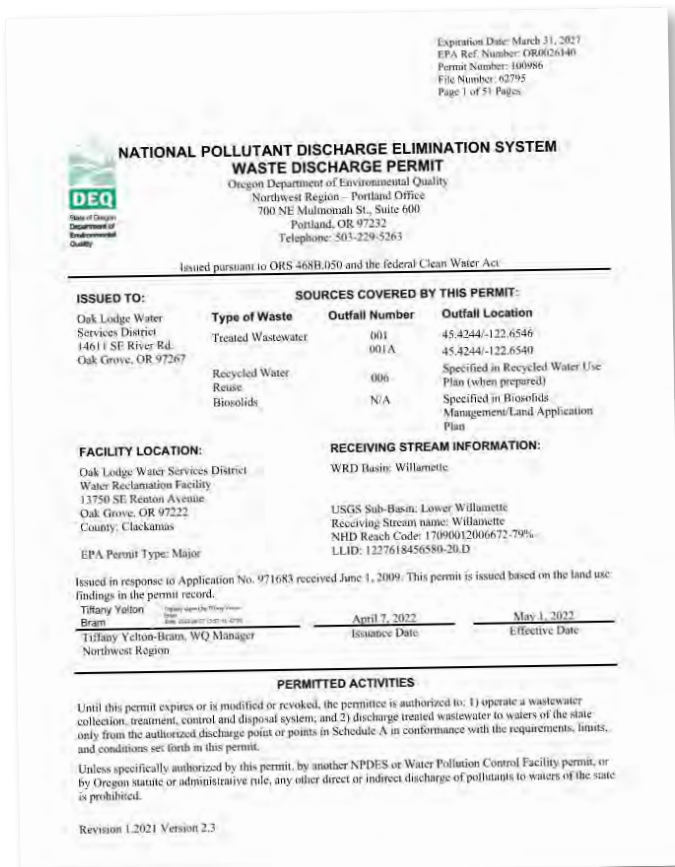 Expiration Date: March 31, 2027
EPA Ref. Number: OR0026140
Permit Number: 100986
File Number: 62795
Page 1 of 51 Pages
NATIONAL POLLUTANT DISCHARGE ELIMINATION SYSTEM
WASTE DISCHARGE PERMIT
Oregon Department of Environmental Quality
Northwest Region – Portland Office
700 NE Multnomah St., Suite 600
Portland, OR 97232
Telephone: 503-229-5263
DEQ
State of Oregon
Department of
Environmental
Quality
Issued pursuant to ORS 468B.050 and the federal Clean Water Act
ISSUED TO:
Oak Lodge Water
Services District
14611 SE River Rd.
Oak Grove, OR 97267
SOURCES COVERED BY THIS PERMIT:
Type of Waste Outfall Number Outfall Location
Treated Wastewater 001 45.4244/-122.6546
001A 45.4244/-122.6540
Recycled Water Reuse 006 Specified in Recycled Water Use Plan (when prepared)
Biosolids N/A Specified in Biosolids
Management/Land Application
Plan
FACILITY LOCATION:
Oak Lodge Water Services District
Water Reclamation Facility
13750 SE Renton Avenue
Oak Grove, OR 97222
County: Clackamas
EPA Permit Type: Major
RECEIVING STREAM INFORMATION:
WRD Basin: Willamette
USGS Sub-Basin: Lower Willamette
Receiving Stream name: Willamette
NHD Reach Code: 17090012006672-79%
LLID: 1227618456580-20.D
Issued in response to Application No. 971683 received June 1, 2009. This permit is issued based on the land use
findings in the permit record.
Tiffany Yelton
Bram
April 7, 2022 May 1, 2022
Tiffany Yelton-Bram, WQ Manager Issuance Date Effective Date
Northwest Region
PERMITTED ACTIVITIES
Until this permit expires or is modified or revoked, the permittee is authorized to: 1) operate a wastewater
collection, treatment, control and disposal system; and 2) discharge treated wastewater to waters of the state
only from the authorized discharge point or points in Schedule A in conformance with the requirements, limits,
and conditions set forth in this permit.
Unless specifically authorized by this permit, by another NPDES or Water Pollution Control Facility permit, or
by Oregon statute or administrative rule, any other direct or indirect discharge of pollutants to waters of the state
is prohibited.
Revision 1.2021 Version 2.3